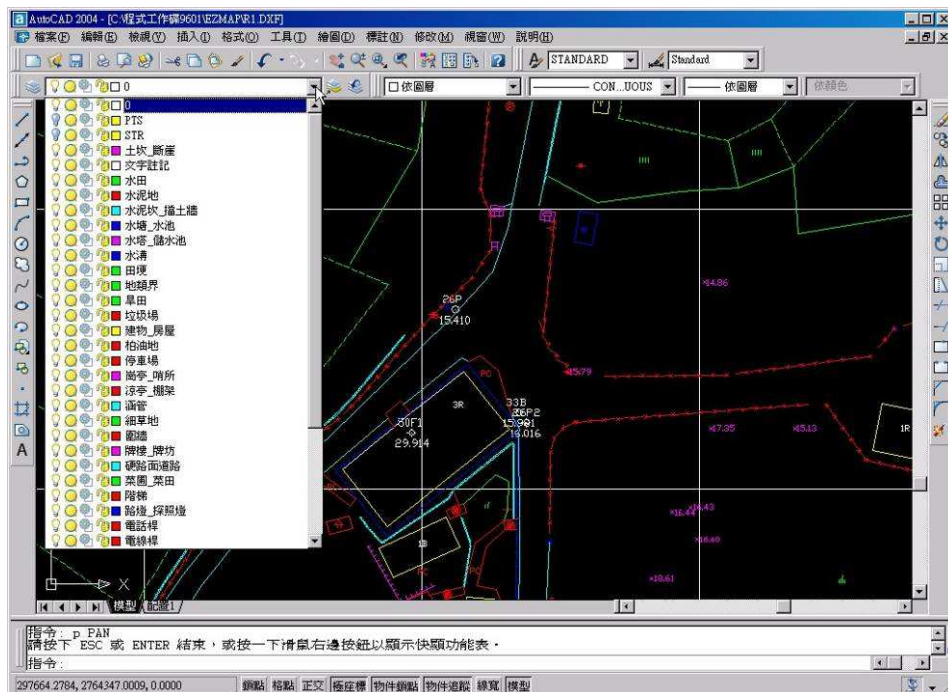 AutoCAD 2004 - [C:\程式工作碟9601\EZMAP\R1.DXF]
檔案(F) 編輯(E) 檢視(V) 插入(I) 格式(O) 工具(T) 繪圖(D) 標註(N) 修改(M) 視窗(W) 說明(H)
STANDARD Standard
0 依圖層 CON...UOUS 依圖層 依顏色
0
PTS
STR
土坎_斷崖
文字註記
水田
水泥地
水泥坎_擋土牆
水塘_水池
水塔_儲水池
水溝
田埂
地類界
旱田
垃圾場
建物_房屋
柏油地
停車場
崗亭_哨所
涼亭_棚架
涵管
細草地
圍牆
牌樓_牌坊
硬路面道路
菜圃_菜田
階梯
路燈_探照燈
電話桿
電線桿
×14.86
26P
15.410
15.79
PC
3R
33B
26P2
15.981
16.016
50F1
29.914
×17.35
×15.13
1R
×16.43
×16.44
×16.40
1B
PC
PC
×18.61
X
模型 配置1
指令: p PAN
請按下 ESC 或 ENTER 結束，或按一下滑鼠右邊按鈕以顯示快顯功能表。
指令:
297664.2784, 2764347.0009, 0.0000 鎖點 格點 正交 極座標 物件鎖點 物件追蹤 線寬 模型